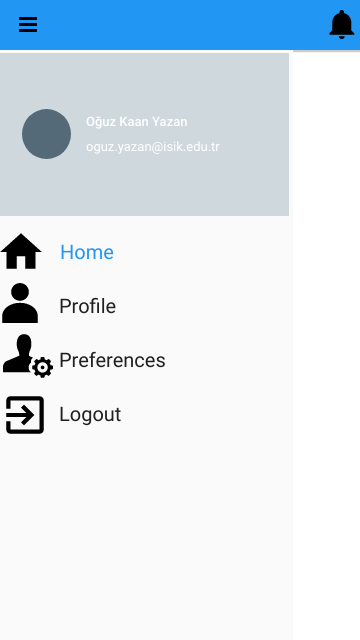 Oğuz Kaan Yazan
oguz.yazan@isik.edu.tr
Home
Profile
Preferences
Logout